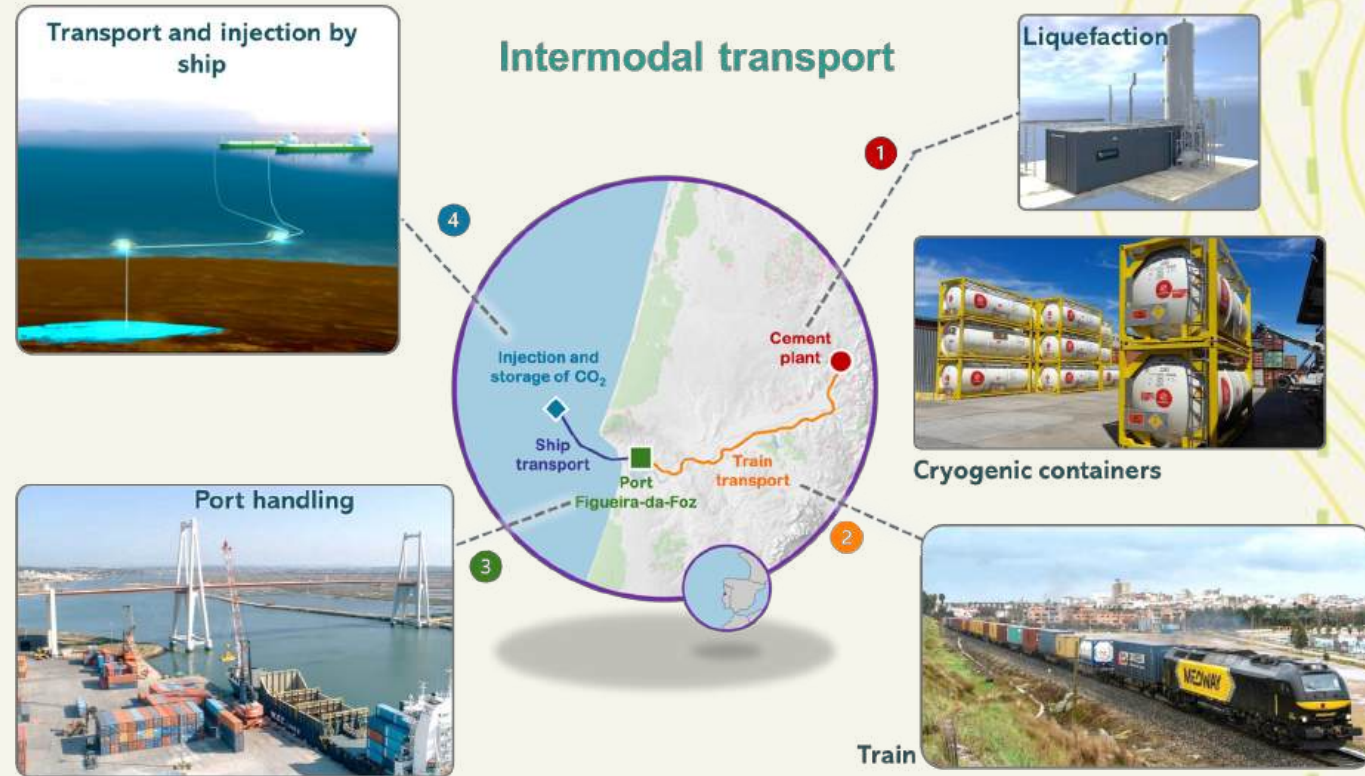 Transport and injection by
ship
Intermodal transport
Liquefaction
1
4
Cement
plant
Injection and
storage of CO₂
Ship
transport
Train
transport
Port
Figueira-da-Foz
Cryogenic containers
Port handling
3
2
MEDWAY
Train